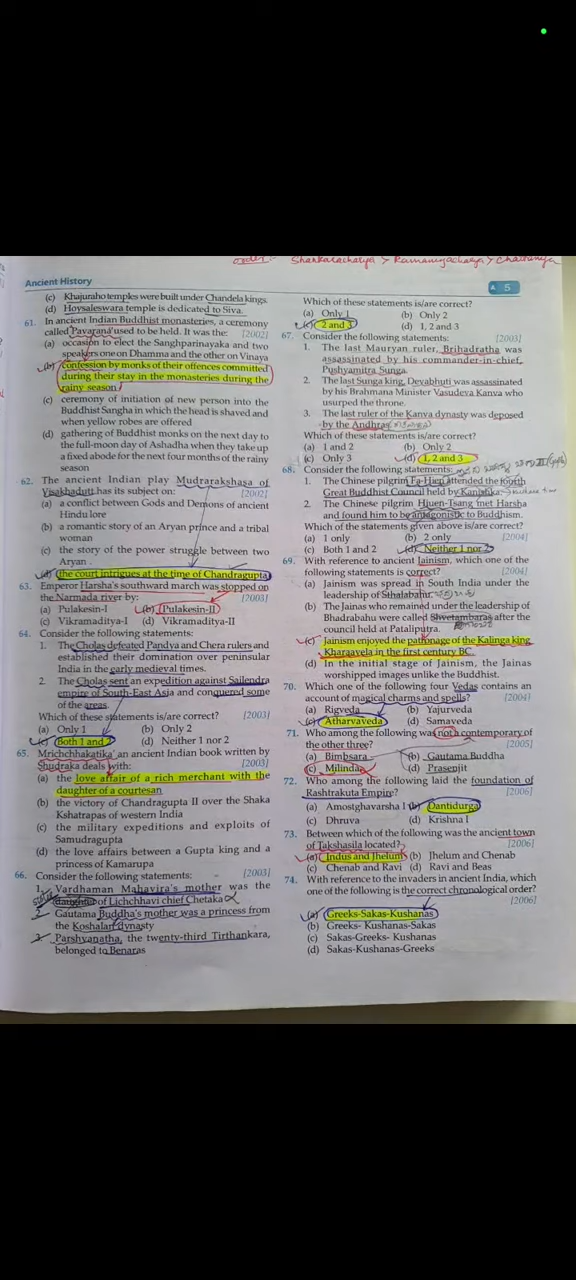 order :- Shankaracharya > Ramanujacharya > Chaitanya
Ancient History
A 5
(c) Khajuraho temples were built under Chandela kings.
(d) Hoysaleswara temple is dedicated to Siva.
61. In ancient Indian Buddhist monasteries, a ceremony
called Pavarana used to be held. It was the: [2002]
(a) occasion to elect the Sanghparinayaka and two
speakers one on Dhamma and the other on Vinaya
(b) confession by monks of their offences committed
during their stay in the monasteries during the
rainy season
(c) ceremony of initiation of new person into the
Buddhist Sangha in which the head is shaved and
when yellow robes are offered
(d) gathering of Buddhist monks on the next day to
the full-moon day of Ashadha when they take up
a fixed abode for the next four months of the rainy
season
62. The ancient Indian play Mudrarakshasa of
Visakhadutt has its subject on: [2002]
(a) a conflict between Gods and Demons of ancient
Hindu lore
(b) a romantic story of an Aryan prince and a tribal
woman
(c) the story of the power struggle between two
Aryan .
(d) the court intrigues at the time of Chandragupta
63. Emperor Harsha's southward march was stopped on
the Narmada river by: [2003]
(a) Pulakesin-I (b) Pulakesin-II
(c) Vikramaditya-I (d) Vikramaditya-II
64. Consider the following statements:
1. The Cholas defeated Pandya and Chera rulers and
established their domination over peninsular
India in the early medieval times.
2. The Cholas sent an expedition against Sailendra
empire of South-East Asia and conquered some
of the areas.
Which of these statements is/are correct? [2003]
(a) Only 1 (b) Only 2
(c) Both 1 and 2 (d) Neither 1 nor 2
65. Mrichchhakatika' an ancient Indian book written by
Shudraka deals with: [2003]
(a) the love affair of a rich merchant with the
daughter of a courtesan
(b) the victory of Chandragupta II over the Shaka
Kshatrapas of western India
(c) the military expeditions and exploits of
Samudragupta
(d) the love affairs between a Gupta king and a
princess of Kamarupa
66. Consider the following statements: [2003]
1. Vardhaman Mahavira's mother was the
sister daughter of Lichchhavi chief Chetaka
2. Gautama Buddha's mother was a princess from
the Koshalan dynasty
3. Parshvanatha, the twenty-third Tirthankara,
belonged to Benaras
Which of these statements is/are correct?
(a) Only 1 (b) Only 2
(c) 2 and 3 (d) 1, 2 and 3
67. Consider the following statements: [2003]
1. The last Mauryan ruler, Brihadratha was
assassinated by his commander-in-chief,
Pushyamitra Sunga.
2. The last Sunga king, Devabhuti was assassinated
by his Brahmana Minister Vasudeva Kanva who
usurped the throne.
3. The last ruler of the Kanva dynasty was deposed
by the Andhras
Which of these statements is/are correct?
(a) 1 and 2 (b) Only 2
(c) Only 3 (d) 1, 2 and 3
68. Consider the following statements:
1. The Chinese pilgrim Fa-Hien attended the fourth
Great Buddhist Council held by Kanishka
2. The Chinese pilgrim Hiuen-Tsang met Harsha
and found him to be antagonistic to Buddhism.
Which of the statements given above is/are correct?
(a) 1 only (b) 2 only [2004]
(c) Both 1 and 2 (d) Neither 1 nor 2
69. With reference to ancient Jainism, which one of the
following statements is correct? [2004]
(a) Jainism was spread in South India under the
leadership of Sthalabahu.
(b) The Jainas who remained under the leadership of
Bhadrabahu were called Shwetambaras after the
council held at Pataliputra.
(c) Jainism enjoyed the patronage of the Kalinga king
Kharaavela in the first century BC.
(d) In the initial stage of Jainism, the Jainas
worshipped images unlike the Buddhist.
70. Which one of the four Vedas contains an
account of magical charms and spells? [2004]
(a) Rigveda (b) Yajurveda
(c) Atharvaveda (d) Samaveda
71. Who among the following was not a contemporary of
the other three? [2005]
(a) Bimbsara (b) Gautama Buddha
(c) Milindar (d) Prasenjit
72. Who among the following laid the foundation of
Rashtrakuta Empire? [2006]
(a) Amostghavarsha I (b) Dantidurga
(c) Dhruva (d) Krishna I
73. Between which of the following was the ancient town
of Takshasila located? [2006]
(a) Indus and Jhelum (b) Jhelum and Chenab
(c) Chenab and Ravi (d) Ravi and Beas
74. With reference to the invaders in ancient India, which
one of the following is the correct chronological order?
[2006]
(a) Greeks-Sakas-Kushanas
(b) Greeks- Kushanas-Sakas
(c) Sakas-Greeks- Kushanas
(d) Sakas-Kushanas-Greeks